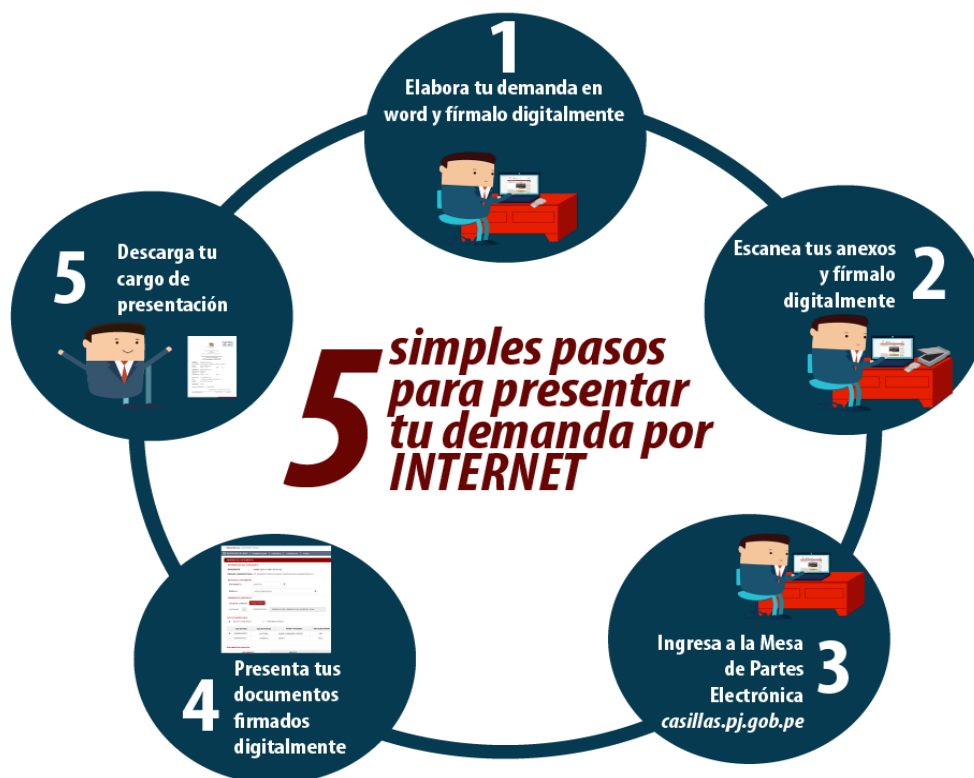 1
Elabora tu demanda en
word y fírmalo digitalmente
2
Escanea tus anexos
y fírmalo
digitalmente
3
Ingresa a la Mesa
de Partes
Electrónica
casillas.pj.gob.pe
4
Presenta tus
documentos
firmados
digitalmente
5
Descarga tu
cargo de
presentación
5 simples pasos
para presentar
tu demanda por
INTERNET